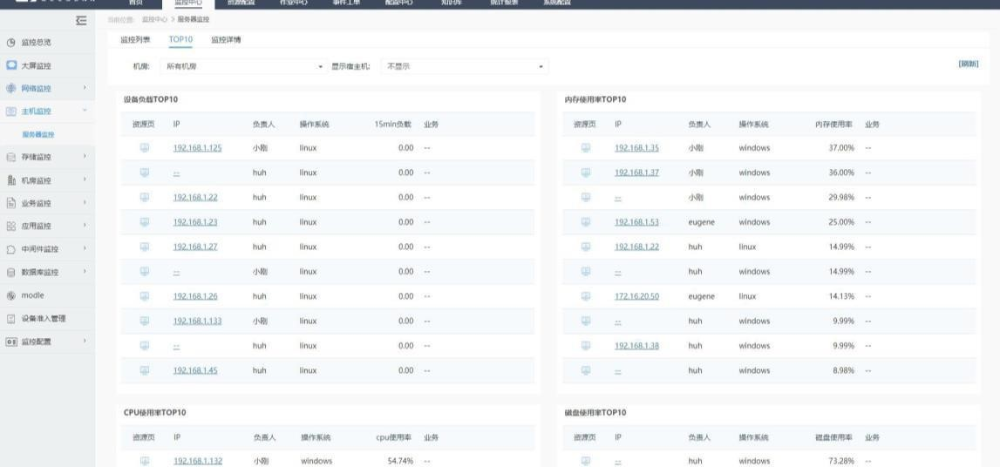 首页 监控中心 资源配置 作业中心 事件工单 配置中心 知识库 统计报表 系统配置
当前位置: 监控中心 > 服务器监控
监控总览
大屏监控
网络监控
主机监控
服务器监控
存储监控
机房监控
业务监控
应用监控
中间件监控
数据库监控
modle
设备准入管理
监控配置
监控列表 TOP10 监控详情
机房: 所有机房 显示宿主机: 不显示 [刷新]
设备负载TOP10
资源页 IP 负责人 操作系统 15min负载 业务
192.168.1.125 小刚 linux 0.00 --
-- huh linux 0.00 --
192.168.1.22 huh linux 0.00 --
192.168.1.23 huh linux 0.00 --
192.168.1.27 huh linux 0.00 --
-- 小刚 linux 0.00 --
192.168.1.26 huh linux 0.00 --
192.168.1.133 小刚 linux 0.00 --
-- huh linux 0.00 --
192.168.1.45 huh linux 0.00 --
内存使用率TOP10
资源页 IP 负责人 操作系统 内存使用率 业务
192.168.1.35 小刚 windows 37.00% --
192.168.1.37 小刚 windows 36.00% --
-- 小刚 windows 29.98% --
192.168.1.53 eugene windows 25.00% --
192.168.1.22 huh linux 14.99% --
-- huh windows 14.99% --
172.16.20.50 eugene linux 14.13% --
-- huh windows 9.99% --
192.168.1.38 huh windows 9.99% --
-- huh windows 8.98% --
CPU使用率TOP10
资源页 IP 负责人 操作系统 cpu使用率 业务
192.168.1.132 小刚 windows 54.74% --
磁盘使用率TOP10
资源页 IP 负责人 操作系统 磁盘使用率 业务
-- huh windows 73.28% --